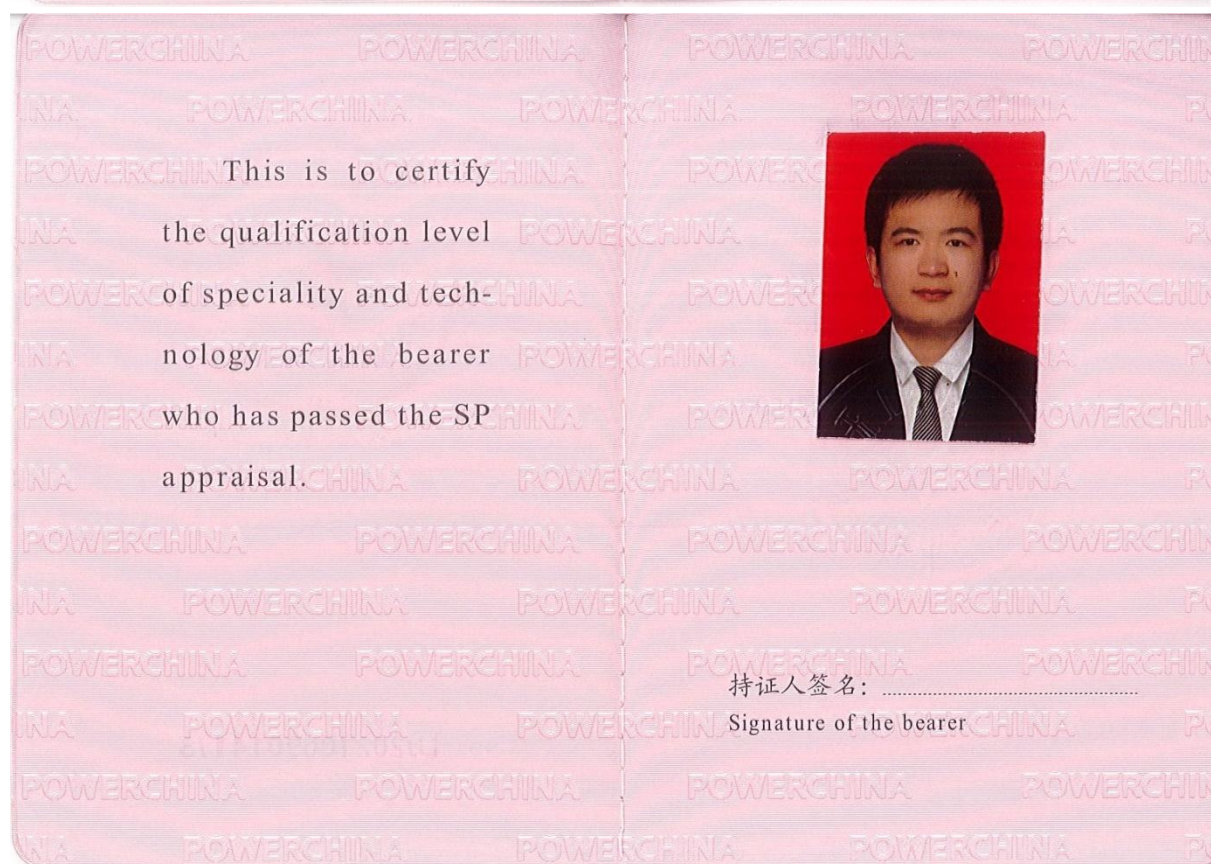 This is to certify
the qualification level
of speciality and tech-
nology of the bearer
who has passed the SP
appraisal.
持证人签名:
Signature of the bearer
POWERCHINA